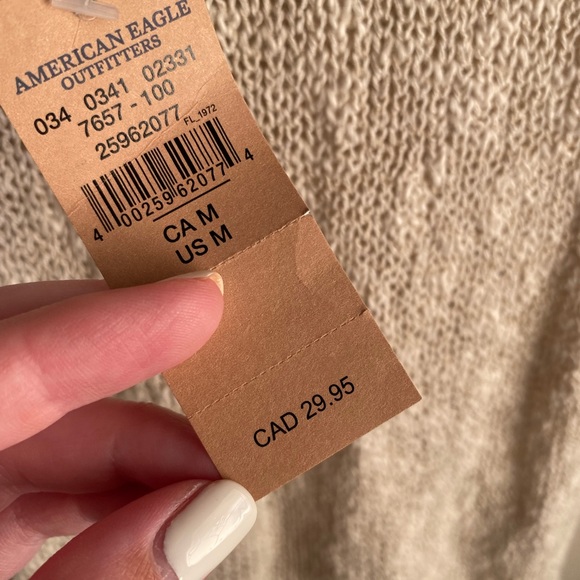 AMERICAN EAGLE
OUTFITTERS
034 0341 02331
7657-100
25962077
FL_1972
4 00259 62077 4
CA M
US M
CAD 29.95